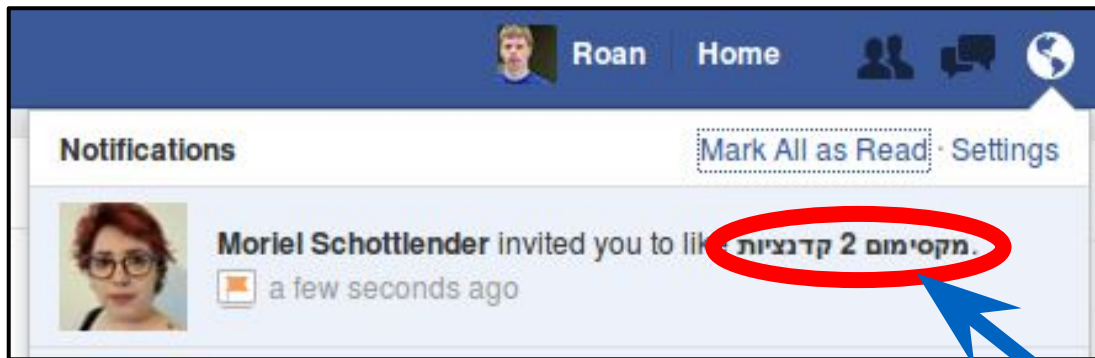 Roan Home
Notifications Mark All as Read · Settings
Moriel Schottlender invited you to like מקסימום 2 קדנציות.
a few seconds ago